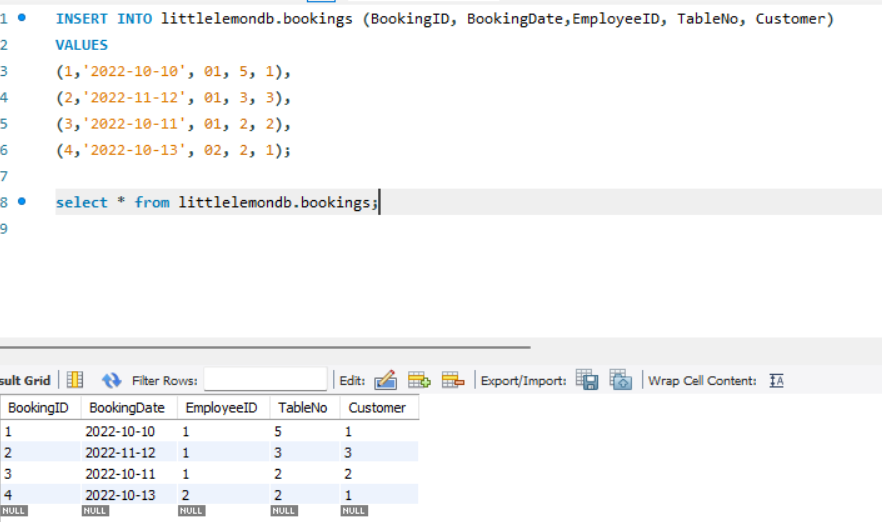 1 INSERT INTO littlelemondb.bookings (BookingID, BookingDate,EmployeeID, TableNo, Customer)
2 VALUES
3 (1,'2022-10-10', 01, 5, 1),
4 (2,'2022-11-12', 01, 3, 3),
5 (3,'2022-10-11', 01, 2, 2),
6 (4,'2022-10-13', 02, 2, 1);
7
8 select * from littlelemondb.bookings;
9
sult Grid Filter Rows: Edit: Export/Import: Wrap Cell Content: IA
BookingID BookingDate EmployeeID TableNo Customer
1 2022-10-10 1 5 1
2 2022-11-12 1 3 3
3 2022-10-11 1 2 2
4 2022-10-13 2 2 1
NULL NULL NULL NULL NULL